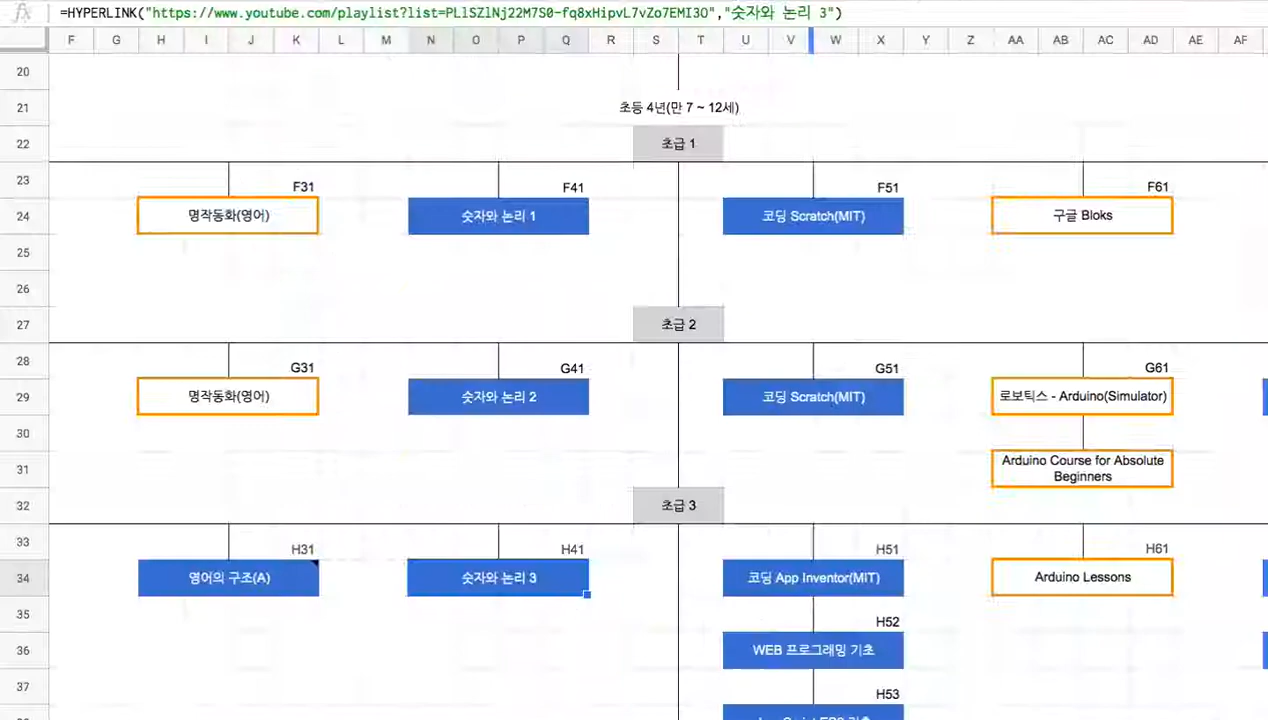 =HYPERLINK("https://www.youtube.com/playlist?list=PLlSZlNj22M7S0-fq8xHipvL7vZo7EMI3O","숫자와 논리 3")
F G H I J K L M N O P Q R S T U V W X Y Z AA AB AC AD AE AF
20
21 초등 4년(만 7 ~ 12세)
22 초급 1
23 F31 F41 F51 F61
24 명작동화(영어) 숫자와 논리 1 코딩 Scratch(MIT) 구글 Bloks
25
26
27 초급 2
28 G31 G41 G51 G61
29 명작동화(영어) 숫자와 논리 2 코딩 Scratch(MIT) 로보틱스 - Arduino(Simulator)
30
31 Arduino Course for Absolute
Beginners
32 초급 3
33 H31 H41 H51 H61
34 영어의 구조(A) 숫자와 논리 3 코딩 App Inventor(MIT) Arduino Lessons
35 H52
36 WEB 프로그래밍 기초
37 H53